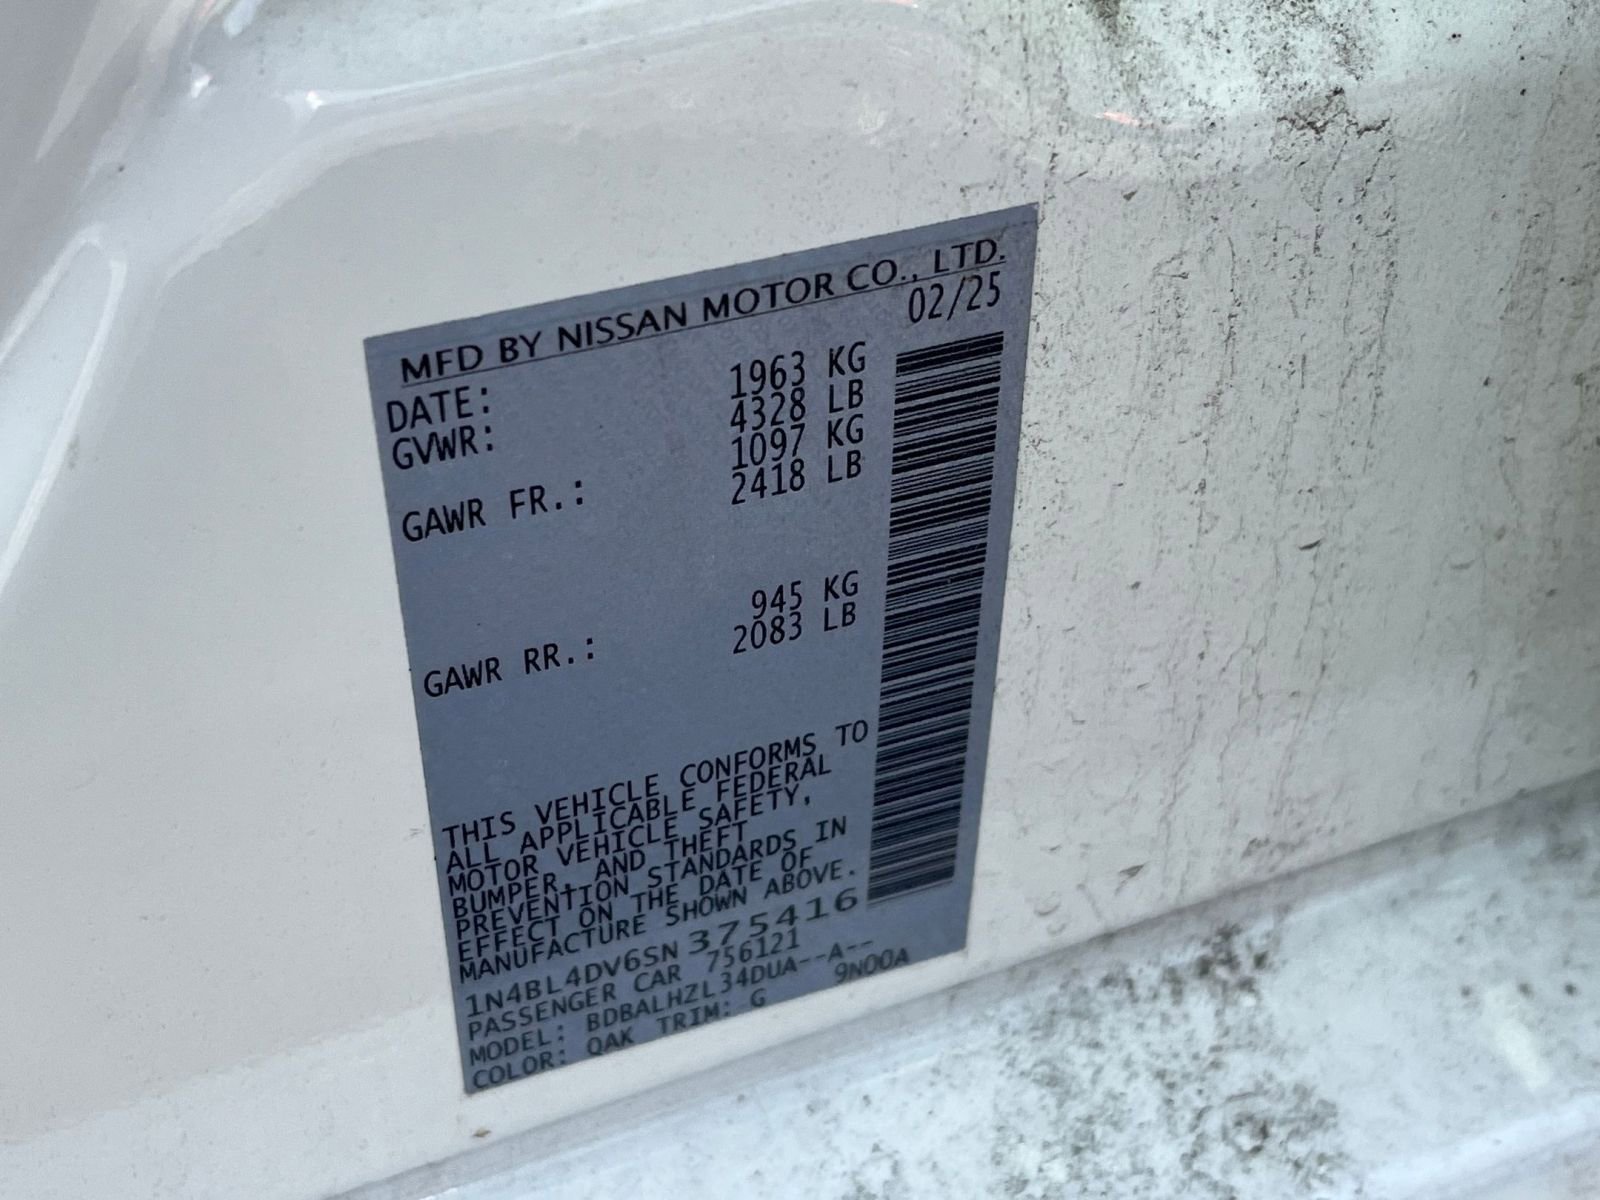 MFD BY NISSAN MOTOR CO., LTD.
DATE: 02/25
GVWR: 1963 KG
4328 LB
GAWR FR.: 1097 KG
2418 LB
GAWR RR.: 945 KG
2083 LB
THIS VEHICLE CONFORMS TO
ALL APPLICABLE FEDERAL
MOTOR VEHICLE SAFETY,
BUMPER, AND THEFT
PREVENTION STANDARDS IN
EFFECT ON THE DATE OF
MANUFACTURE SHOWN ABOVE.
1N4BL4DV6SN 375416
PASSENGER CAR 756121
MODEL: BDBALHZL34DUA--A--
COLOR: QAK TRIM: G 9N00A